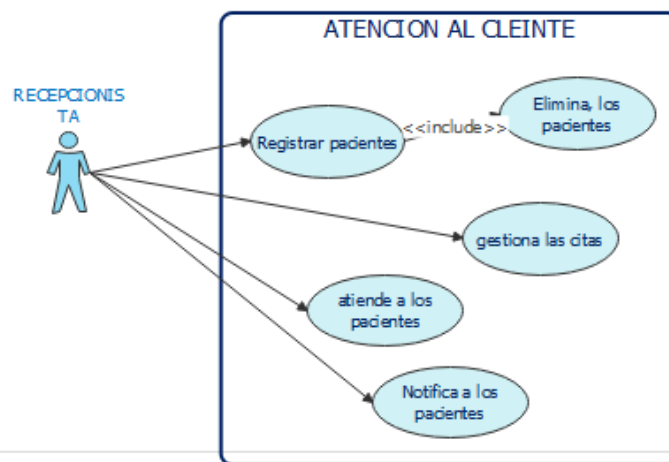 ATENCION AL CLEINTE
RECEPCIONIS
TA
Registrar pacientes
<<include>>
Elimina, los
pacientes
gestiona las citas
atiende a los
pacientes
Notifica a los
pacientes